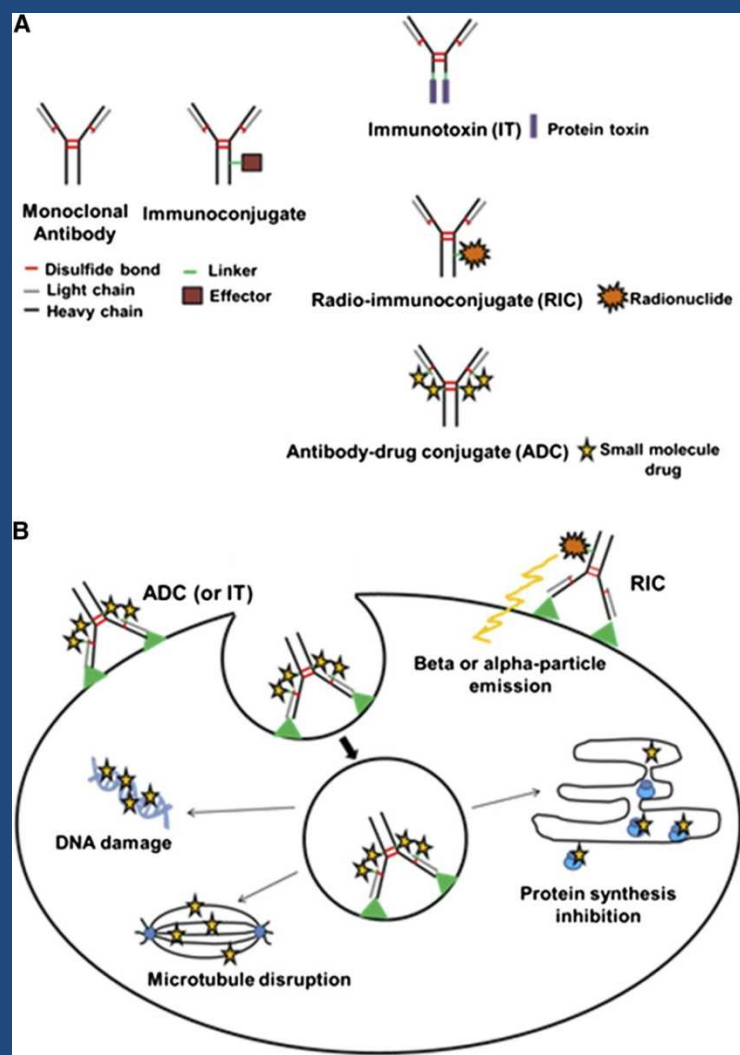 A
Immunotoxin (IT)
Protein toxin
Monoclonal
Antibody
Immunoconjugate
Disulfide bond
Light chain
Heavy chain
Linker
Effector
Radio-immunoconjugate (RIC)
Radionuclide
Antibody-drug conjugate (ADC)
Small molecule
drug
B
ADC (or IT)
RIC
Beta or alpha-particle
emission
DNA damage
Protein synthesis
inhibition
Microtubule disruption